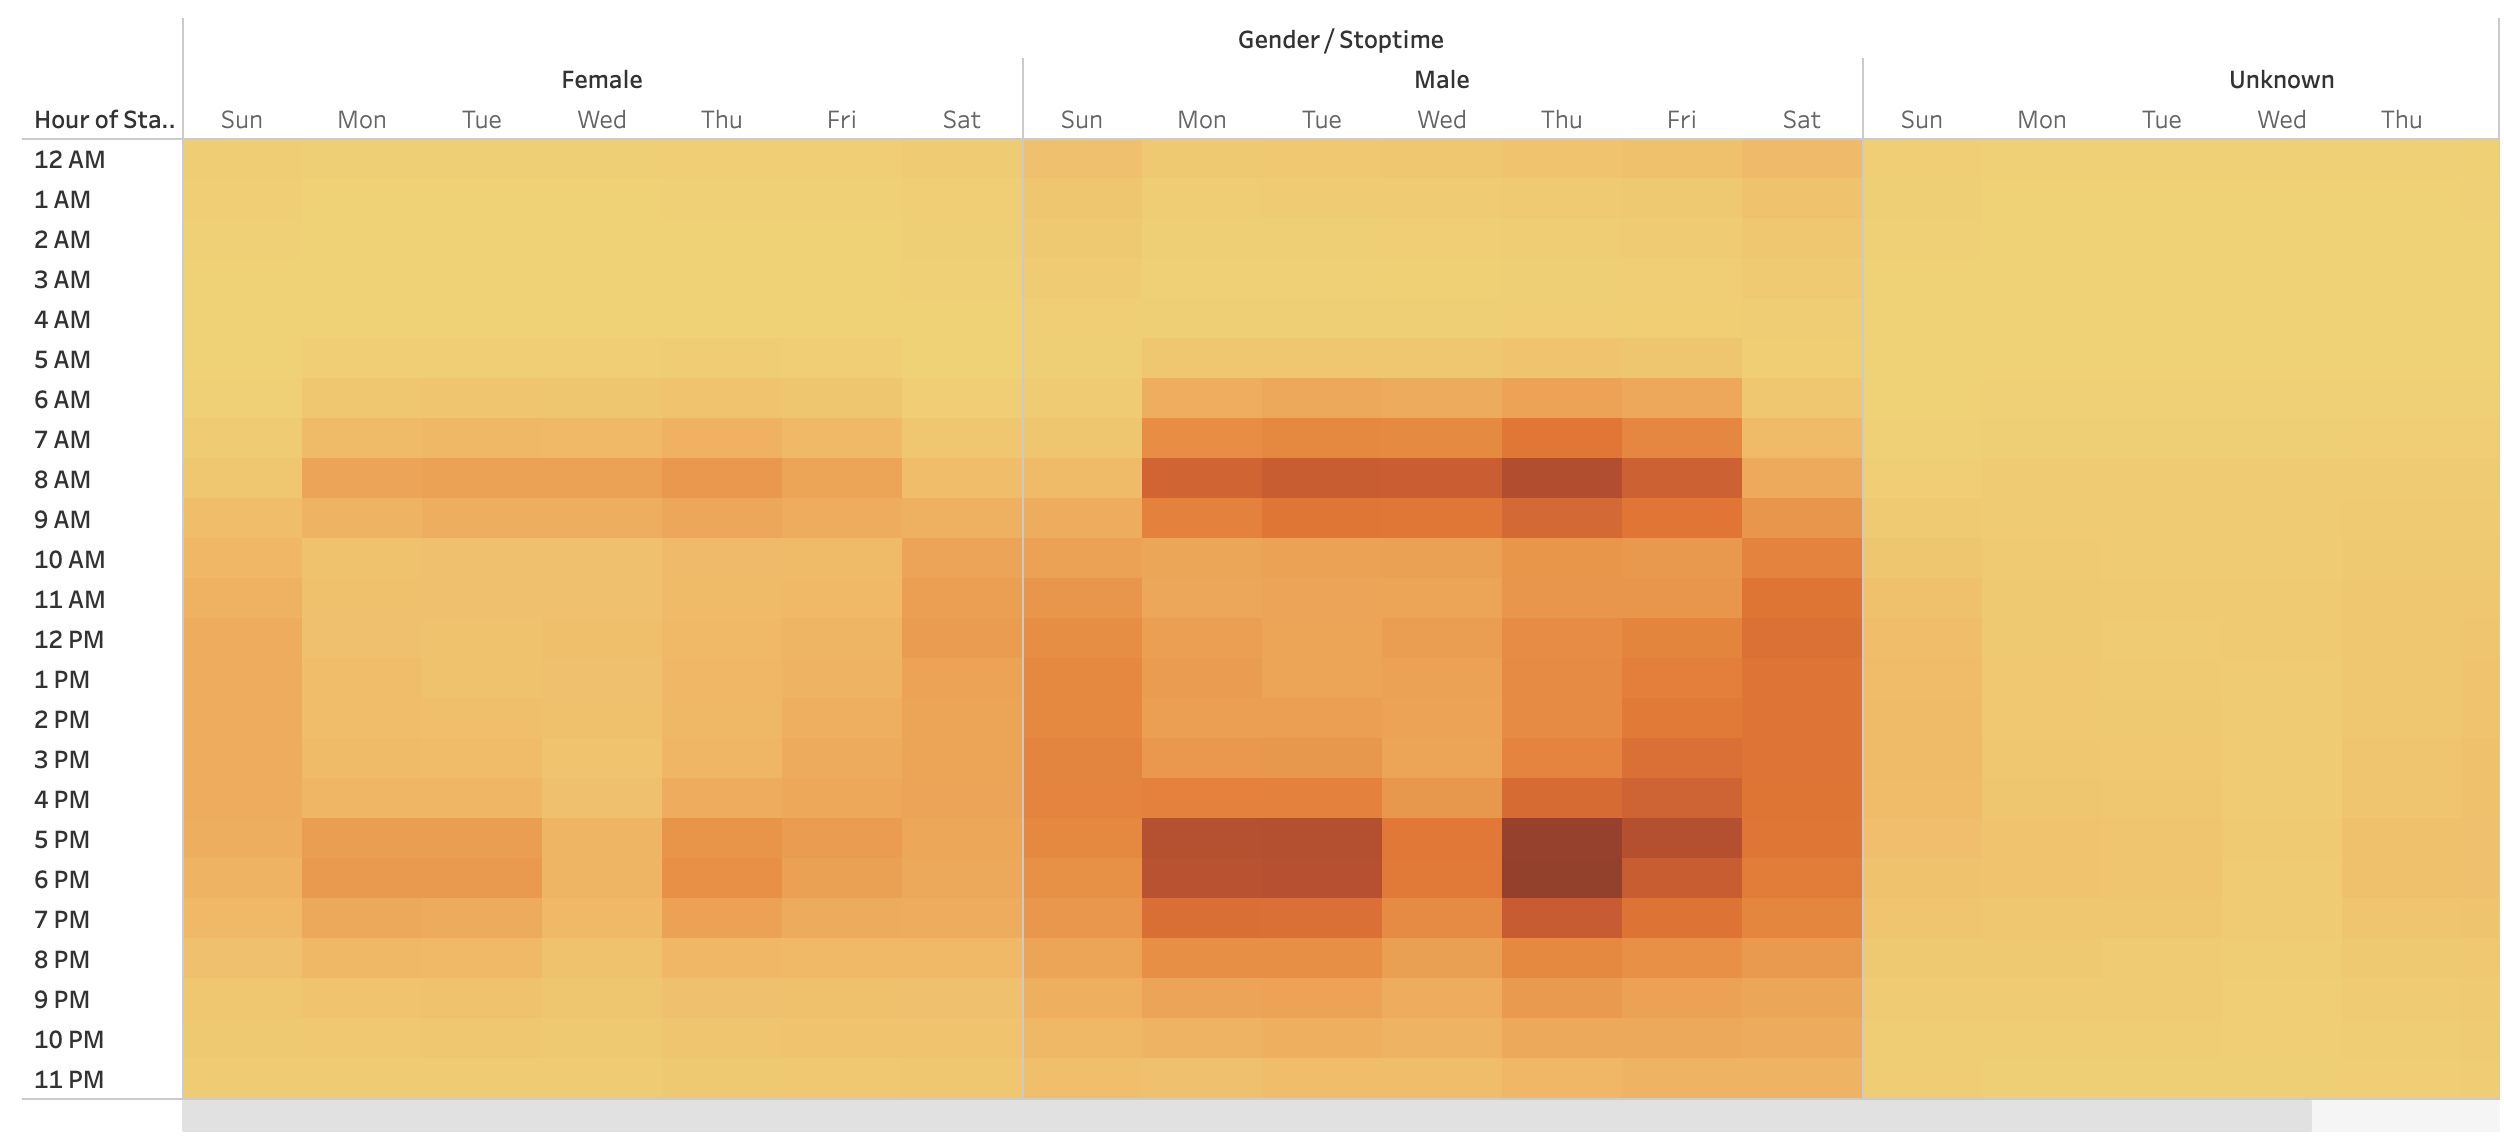 Gender / Stoptime
Female Male Unknown
Hour of Sta.. Sun Mon Tue Wed Thu Fri Sat Sun Mon Tue Wed Thu Fri Sat Sun Mon Tue Wed Thu
12 AM
1 AM
2 AM
3 AM
4 AM
5 AM
6 AM
7 AM
8 AM
9 AM
10 AM
11 AM
12 PM
1 PM
2 PM
3 PM
4 PM
5 PM
6 PM
7 PM
8 PM
9 PM
10 PM
11 PM